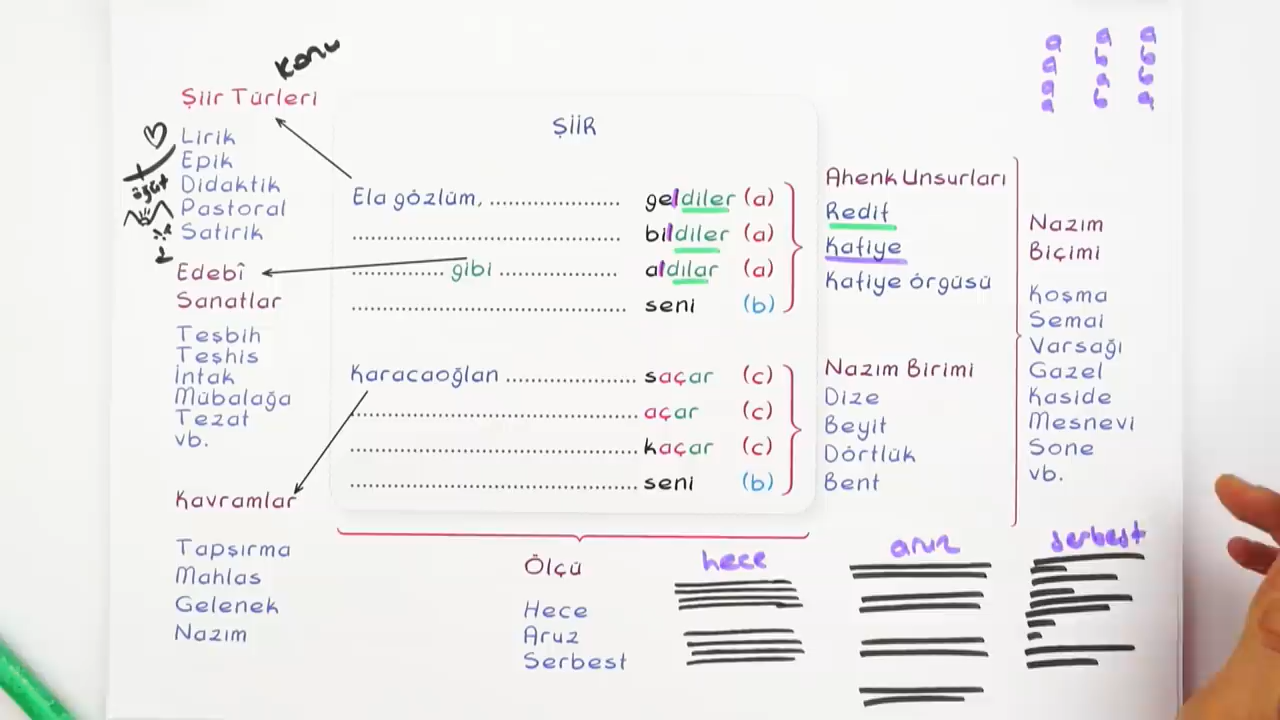 Konu
Şiir Türleri
Lirik
Epik
öğüt
Didaktik
Pastoral
Satirik
Edebî
Sanatlar
Teşbih
Teşhis
İntak
Mübalağa
Tezat
vb.
Kavramlar
Tapşırma
Mahlas
Gelenek
Nazım
ŞİİR
Ela gözlüm, ..................... geldiler (a)
........................................... bildiler (a)
............... gibi ................... aldılar (a)
........................................... seni (b)
Karacaoğlan ..................... saçar (c)
........................................... açar (c)
........................................... kaçar (c)
........................................... seni (b)
Ölçü
Hece
Aruz
Serbest
hece
aruz
serbest
Ahenk Unsurları
Redif
Kafiye
Kafiye örgüsü
Nazım Birimi
Dize
Beyit
Dörtlük
Bent
Nazım
Biçimi
Koşma
Semai
Varsağı
Gazel
Kaside
Mesnevi
Sone
vb.
a b a
a b b
a a b
a b a